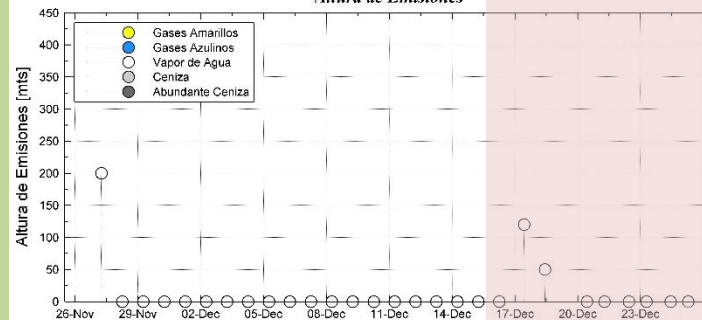 Altura de Emisiones
450
400
350
300
250
200
150
100
50
0
Altura de Emisiones [mts]
Gases Amarillos
Gases Azulinos
Vapor de Agua
Ceniza
Abundante Ceniza
26-Nov 29-Nov 02-Dec 05-Dec 08-Dec 11-Dec 14-Dec 17-Dec 20-Dec 23-Dec